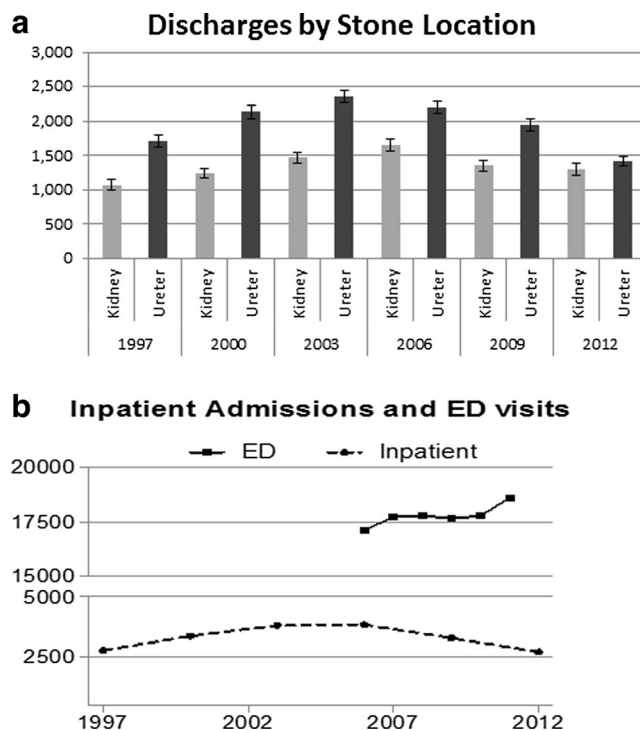 a Discharges by Stone Location
3,000
2,500
2,000
1,500
1,000
500
0
Kidney Ureter Kidney Ureter Kidney Ureter Kidney Ureter Kidney Ureter Kidney Ureter
1997 2000 2003 2006 2009 2012
b Inpatient Admissions and ED visits
ED Inpatient
20000
17500
15000
5000
2500
1997 2002 2007 2012